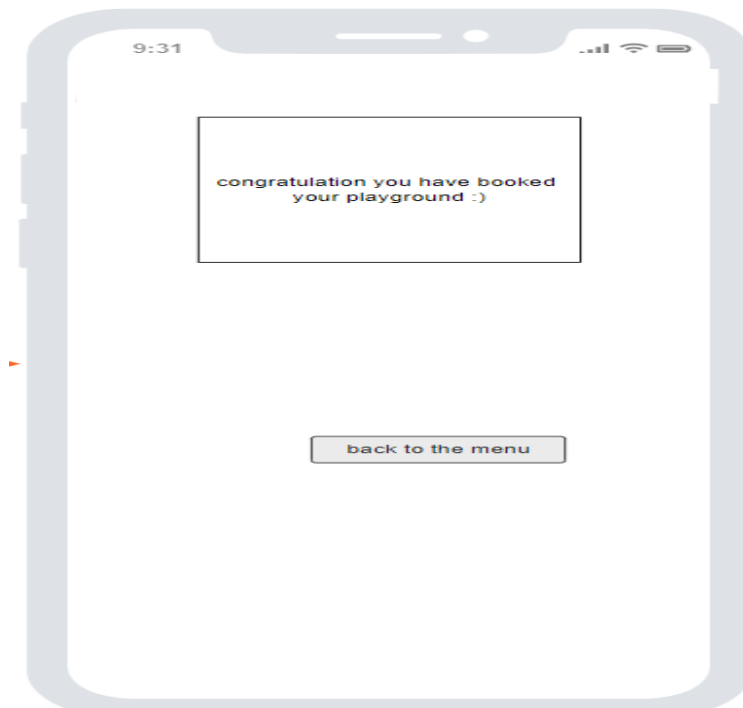 9:31
congratulation you have booked
your playground :)
back to the menu